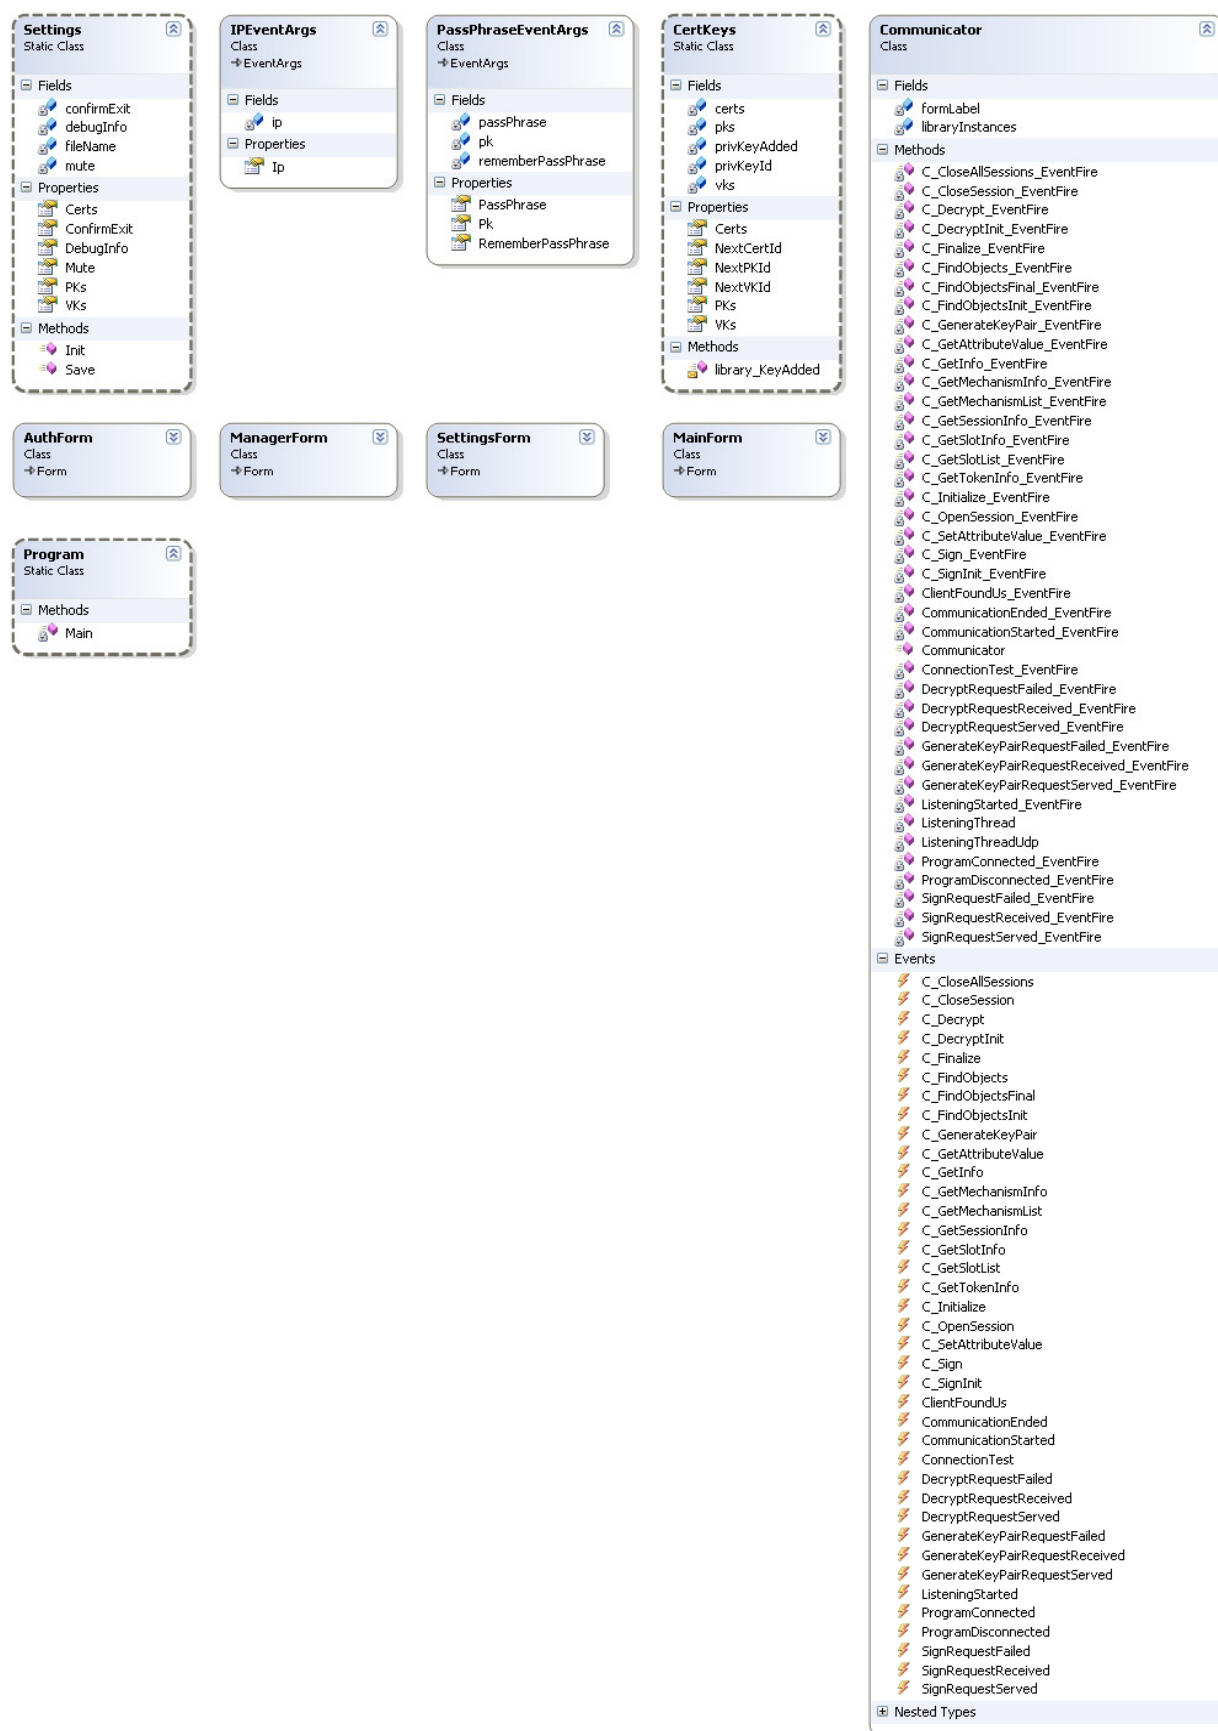 Settings
Static Class
Fields
confirmExit
debugInfo
fileName
mute
Properties
Certs
ConfirmExit
DebugInfo
Mute
PKs
VKs
Methods
Init
Save
IPEventArgs
Class
EventArgs
Fields
ip
Properties
Ip
PassPhraseEventArgs
Class
EventArgs
Fields
passPhrase
pk
rememberPassPhrase
Properties
PassPhrase
Pk
RememberPassPhrase
CertKeys
Static Class
Fields
certs
pks
privKeyAdded
privKeyId
vks
Properties
Certs
NextCertId
NextPKId
NextVKId
PKs
VKs
Methods
library_KeyAdded
AuthForm
Class
Form
ManagerForm
Class
Form
SettingsForm
Class
Form
MainForm
Class
Form
Program
Static Class
Methods
Main
Communicator
Class
Fields
formLabel
libraryInstances
Methods
C_CloseAllSessions_EventFire
C_CloseSession_EventFire
C_Decrypt_EventFire
C_DecryptInit_EventFire
C_Finalize_EventFire
C_FindObjects_EventFire
C_FindObjectsFinal_EventFire
C_FindObjectsInit_EventFire
C_GenerateKeyPair_EventFire
C_GetAttributeValue_EventFire
C_GetInfo_EventFire
C_GetMechanismInfo_EventFire
C_GetMechanismList_EventFire
C_GetSessionInfo_EventFire
C_GetSlotInfo_EventFire
C_GetSlotList_EventFire
C_GetTokenInfo_EventFire
C_Initialize_EventFire
C_OpenSession_EventFire
C_SetAttributeValue_EventFire
C_Sign_EventFire
C_SignInit_EventFire
ClientFoundUs_EventFire
CommunicationEnded_EventFire
CommunicationStarted_EventFire
Communicator
ConnectionTest_EventFire
DecryptRequestFailed_EventFire
DecryptRequestReceived_EventFire
DecryptRequestServed_EventFire
GenerateKeyPairRequestFailed_EventFire
GenerateKeyPairRequestReceived_EventFire
GenerateKeyPairRequestServed_EventFire
ListeningStarted_EventFire
ListeningThread
ListeningThreadUdp
ProgramConnected_EventFire
ProgramDisconnected_EventFire
SignRequestFailed_EventFire
SignRequestReceived_EventFire
SignRequestServed_EventFire
Events
C_CloseAllSessions
C_CloseSession
C_Decrypt
C_DecryptInit
C_Finalize
C_FindObjects
C_FindObjectsFinal
C_FindObjectsInit
C_GenerateKeyPair
C_GetAttributeValue
C_GetInfo
C_GetMechanismInfo
C_GetMechanismList
C_GetSessionInfo
C_GetSlotInfo
C_GetSlotList
C_GetTokenInfo
C_Initialize
C_OpenSession
C_SetAttributeValue
C_Sign
C_SignInit
ClientFoundUs
CommunicationEnded
CommunicationStarted
ConnectionTest
DecryptRequestFailed
DecryptRequestReceived
DecryptRequestServed
GenerateKeyPairRequestFailed
GenerateKeyPairRequestReceived
GenerateKeyPairRequestServed
ListeningStarted
ProgramConnected
ProgramDisconnected
SignRequestFailed
SignRequestReceived
SignRequestServed
Nested Types